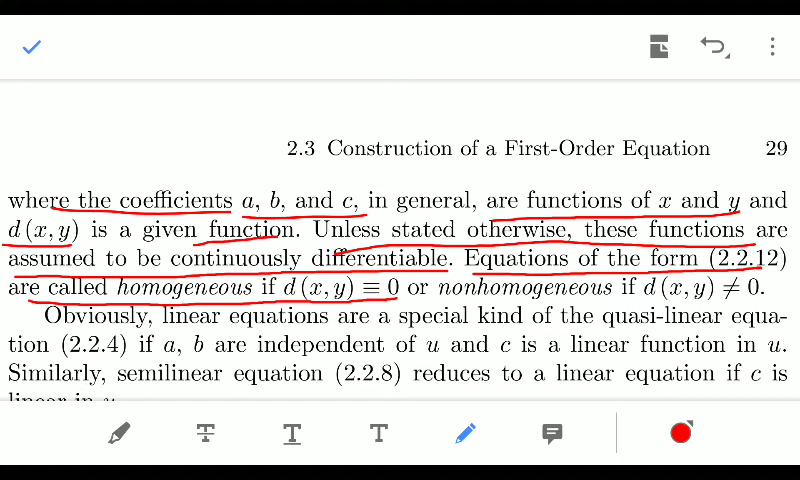 2.3 Construction of a First-Order Equation 29
where the coefficients a, b, and c, in general, are functions of x and y and
d (x, y) is a given function. Unless stated otherwise, these functions are
assumed to be continuously differentiable. Equations of the form (2.2.12)
are called homogeneous if d (x, y) ≡ 0 or nonhomogeneous if d (x, y) ≠ 0.
Obviously, linear equations are a special kind of the quasi-linear equa-
tion (2.2.4) if a, b are independent of u and c is a linear function in u.
Similarly, semilinear equation (2.2.8) reduces to a linear equation if c is
linear in u.
T T T